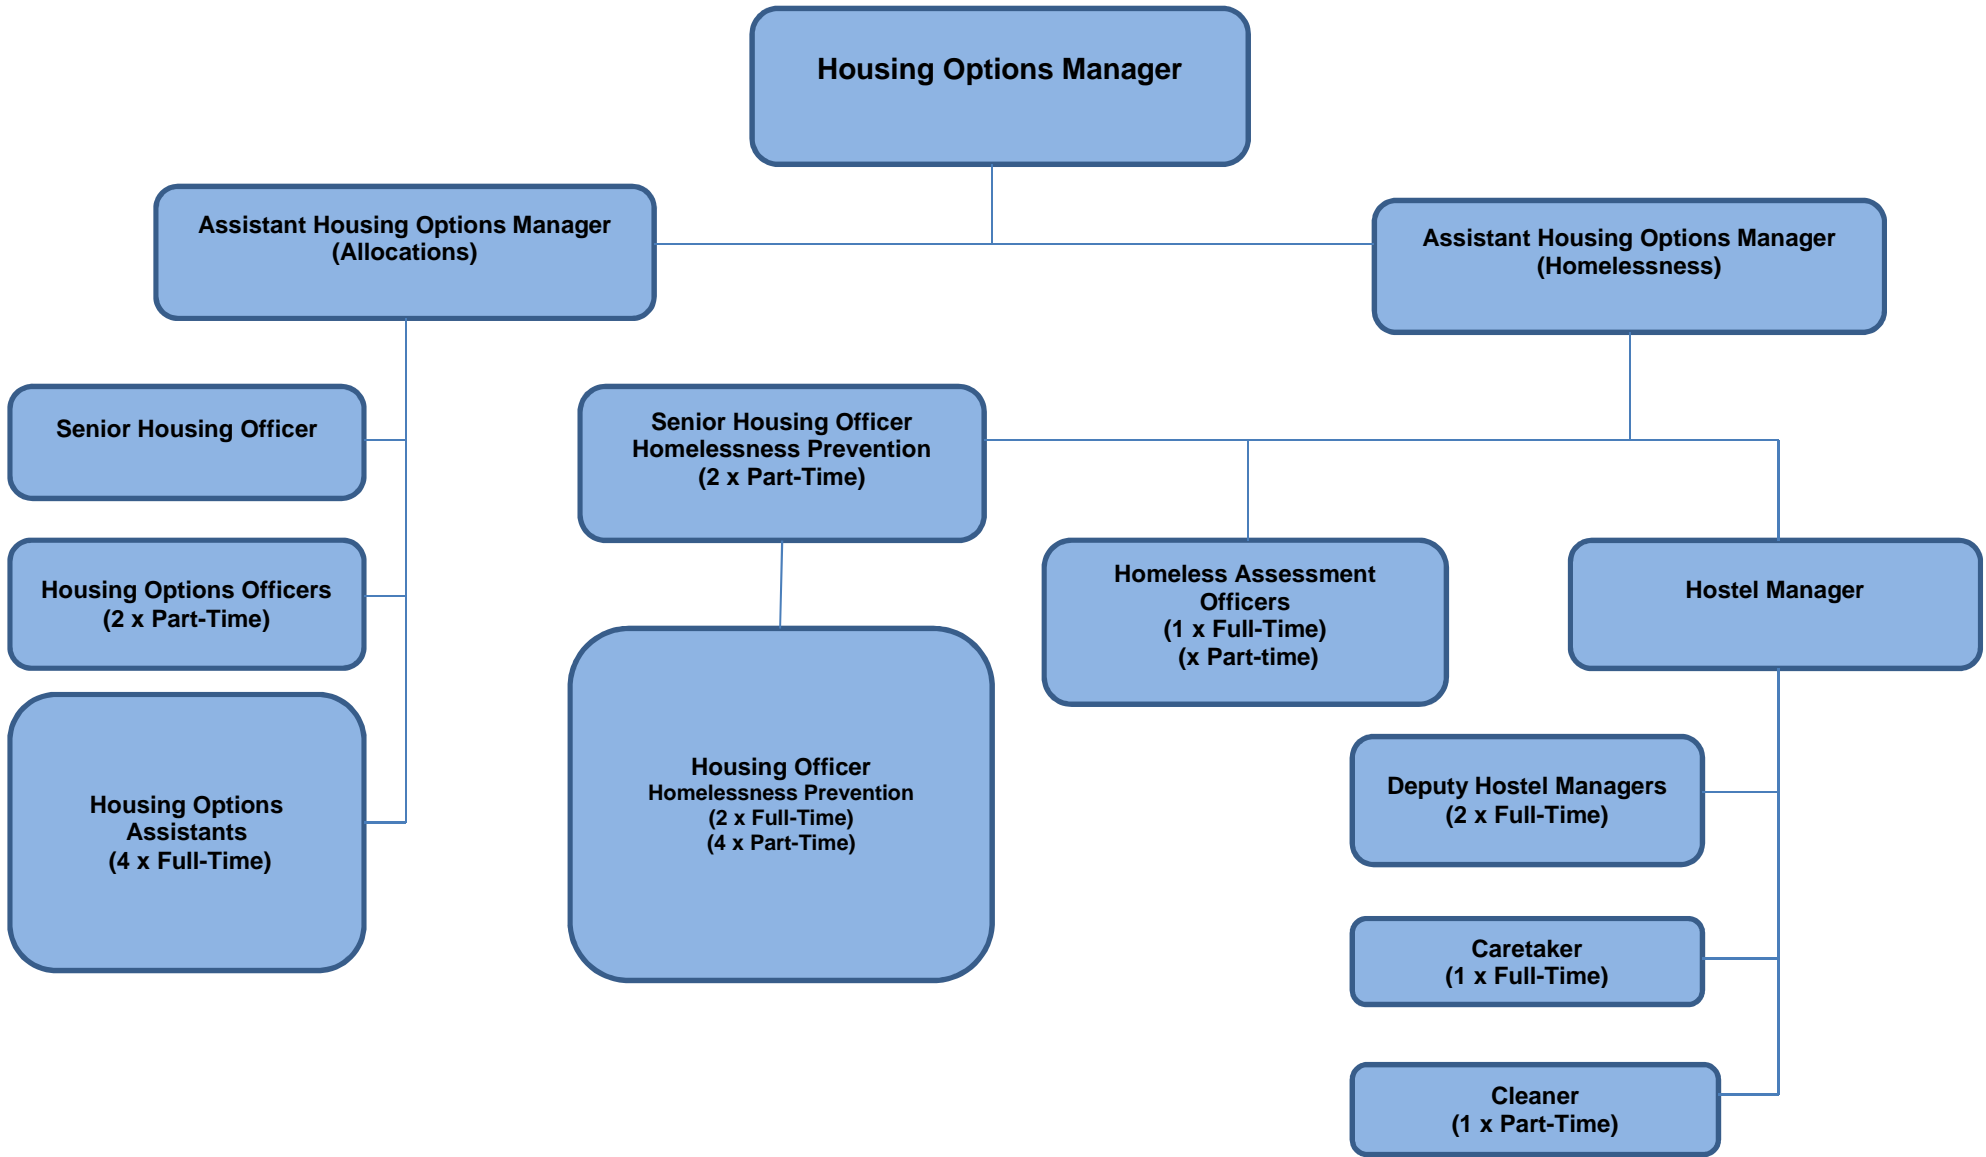 Housing Options Manager
Assistant Housing Options Manager
(Allocations)
Assistant Housing Options Manager
(Homelessness)
Senior Housing Officer
Senior Housing Officer
Homelessness Prevention
(2 x Part-Time)
Housing Options Officers
(2 x Part-Time)
Homeless Assessment
Officers
(1 x Full-Time)
(x Part-time)
Hostel Manager
Housing Options
Assistants
(4 x Full-Time)
Housing Officer
Homelessness Prevention
(2 x Full-Time)
(4 x Part-Time)
Deputy Hostel Managers
(2 x Full-Time)
Caretaker
(1 x Full-Time)
Cleaner
(1 x Part-Time)